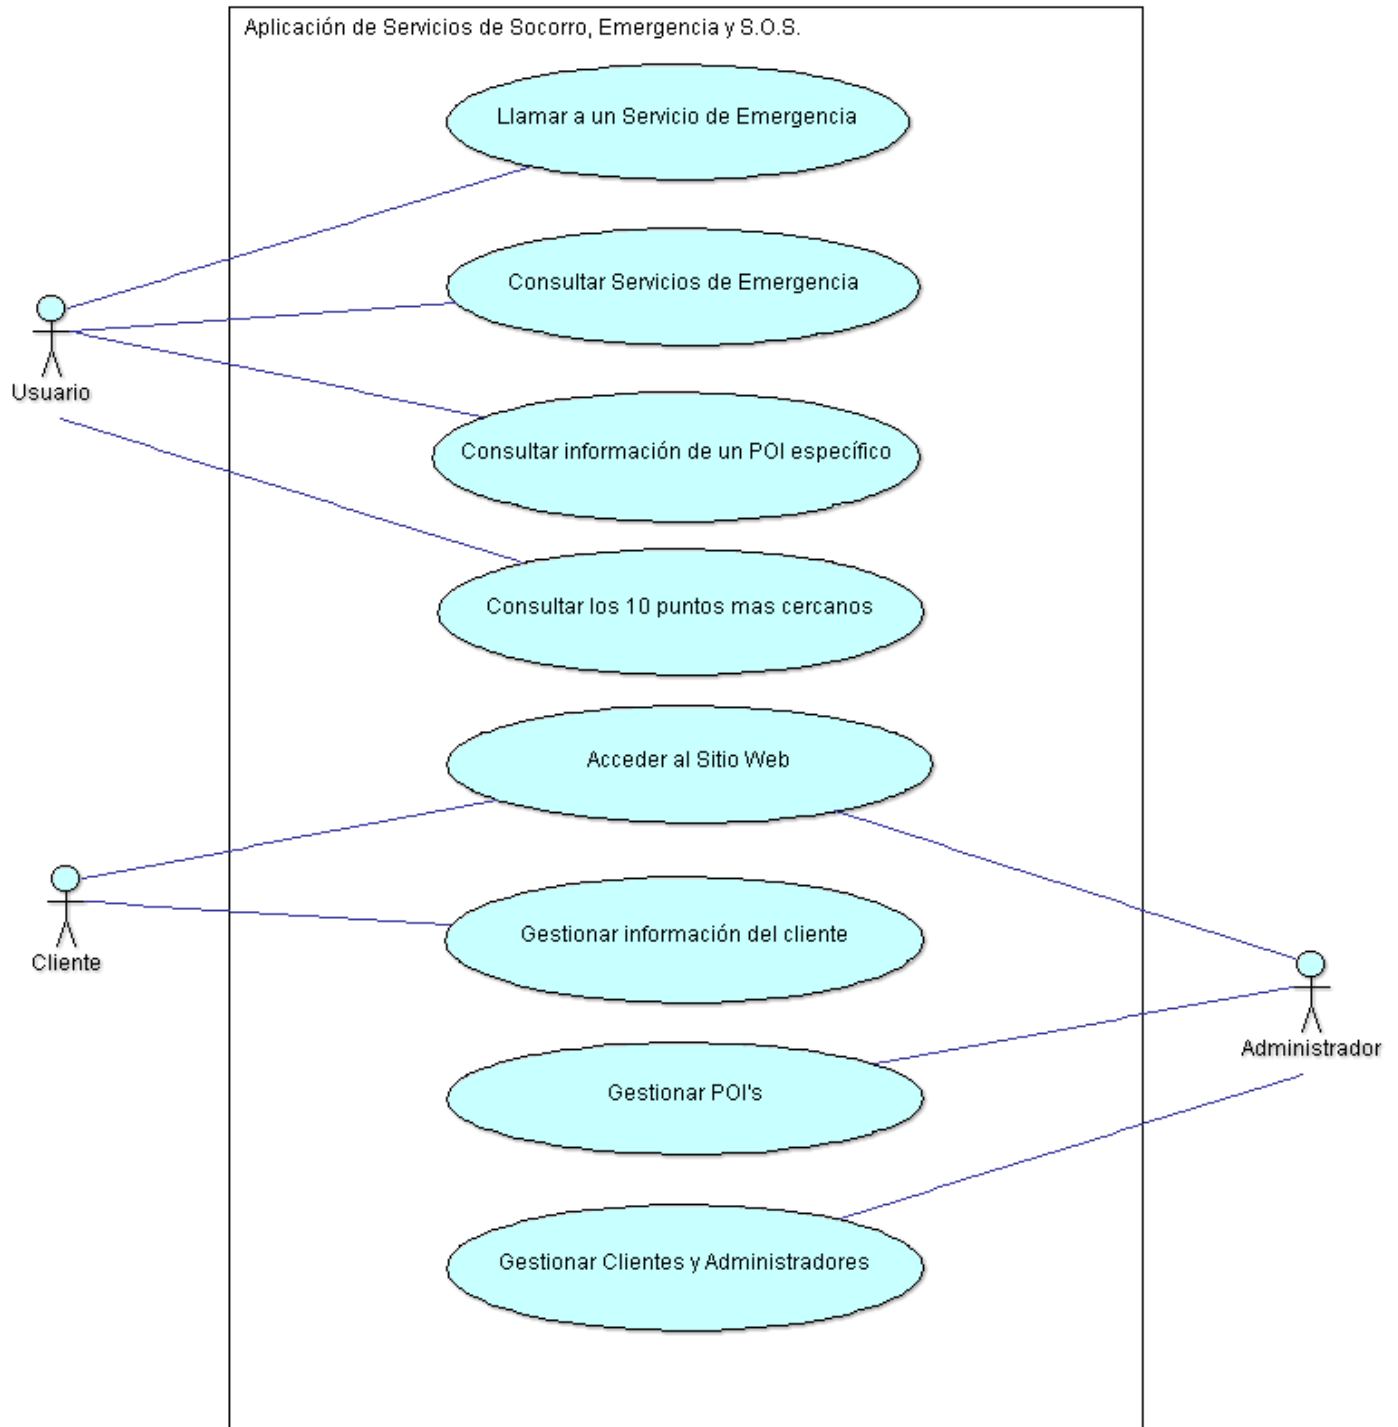 Aplicación de Servicios de Socorro, Emergencia y S.O.S.
Llamar a un Servicio de Emergencia
Consultar Servicios de Emergencia
Usuario
Consultar información de un POI específico
Consultar los 10 puntos mas cercanos
Acceder al Sitio Web
Gestionar información del cliente
Cliente
Administrador
Gestionar POI's
Gestionar Clientes y Administradores